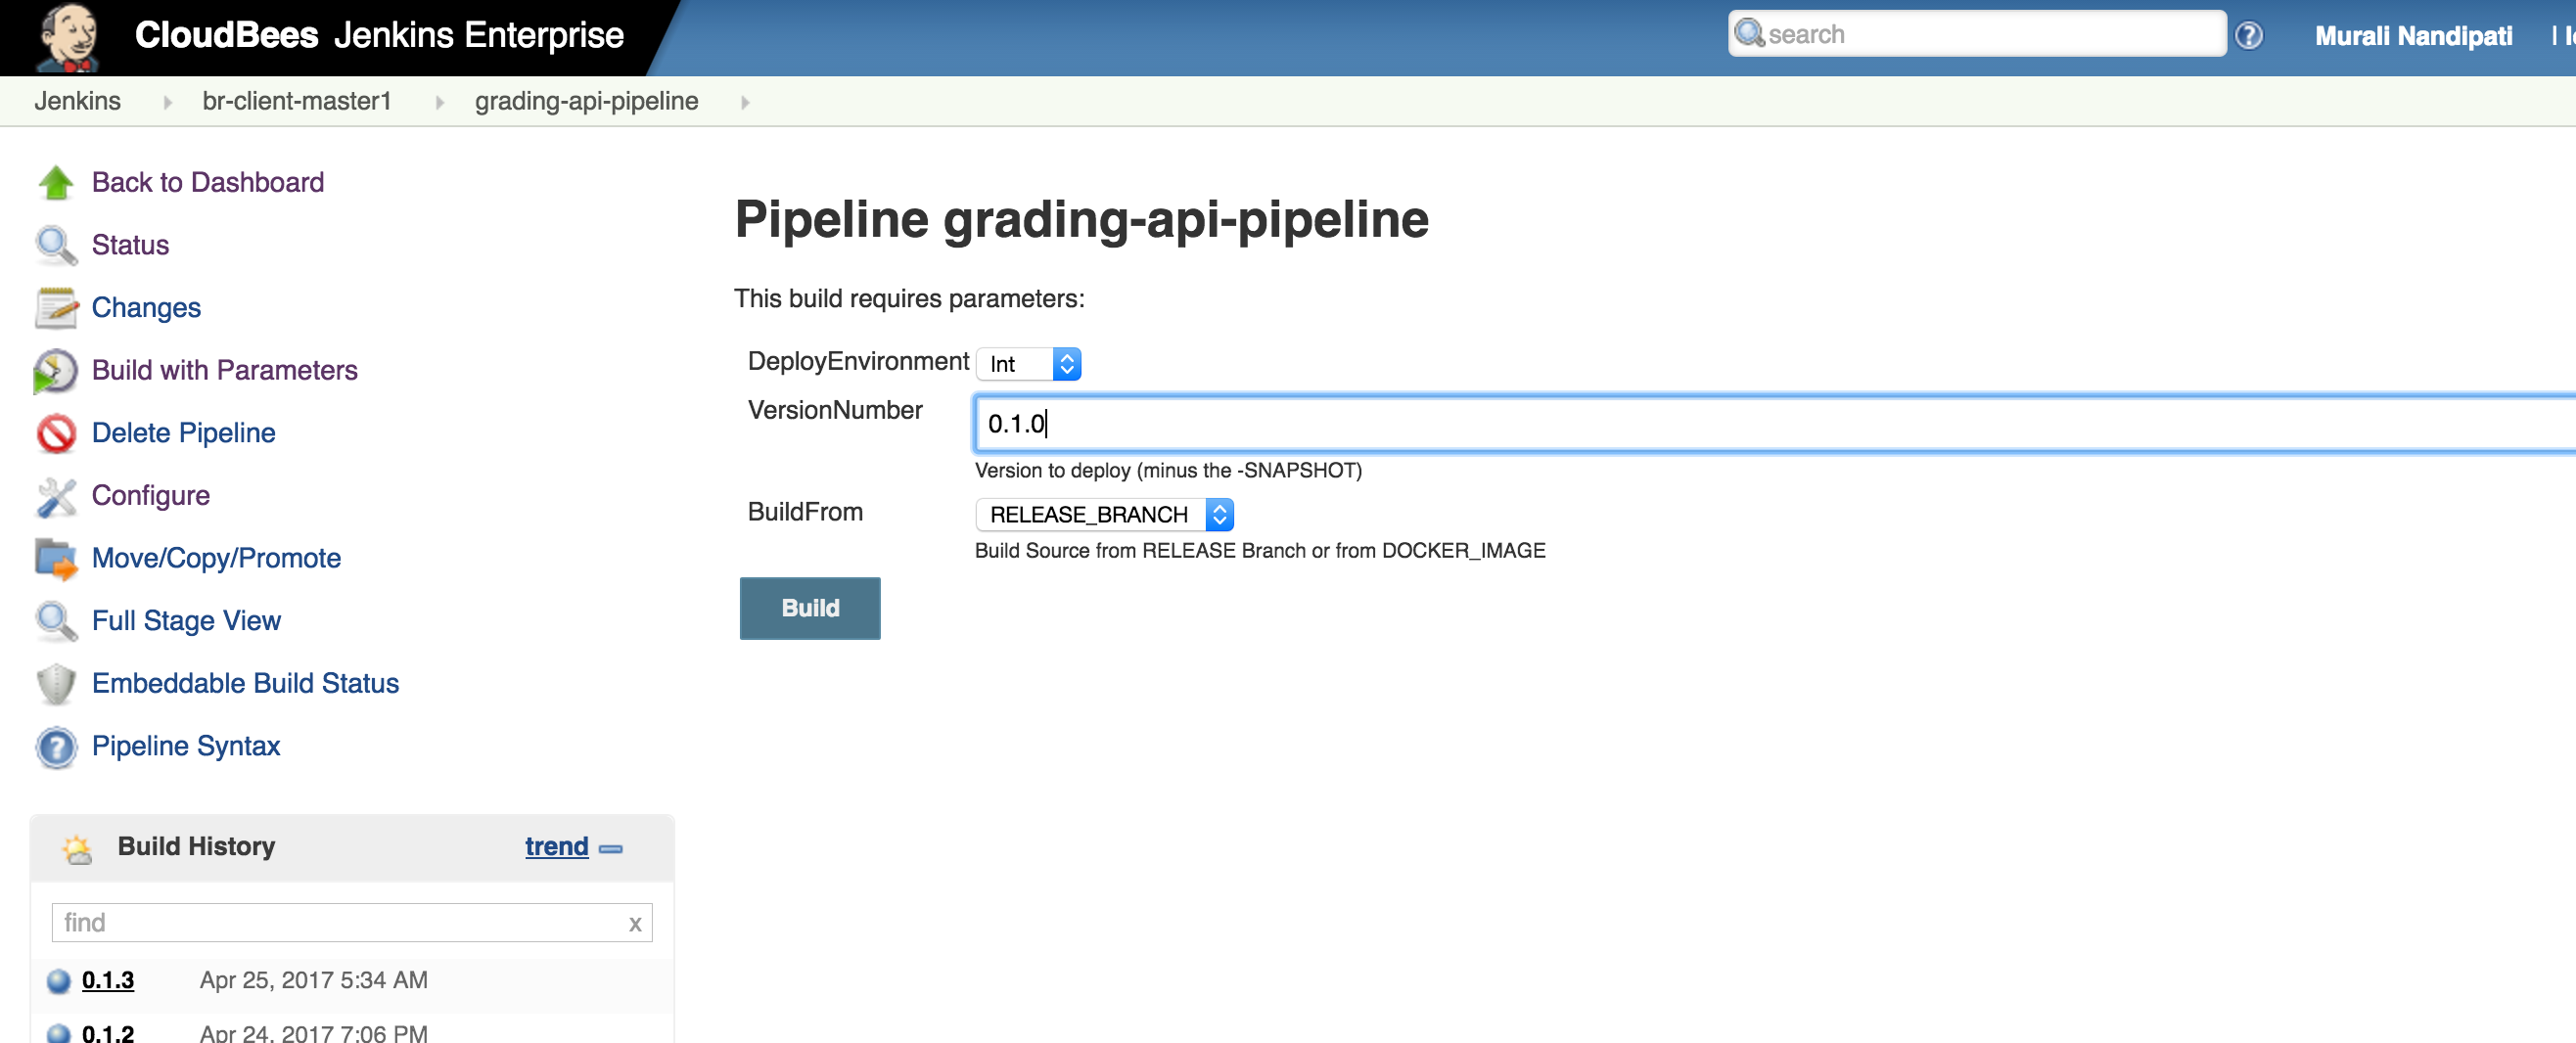 CloudBees Jenkins Enterprise
search
Murali Nandipati
Jenkins
br-client-master1
grading-api-pipeline
Back to Dashboard
Status
Changes
Build with Parameters
Delete Pipeline
Configure
Move/Copy/Promote
Full Stage View
Embeddable Build Status
Pipeline Syntax
Build History trend
find x
0.1.3 Apr 25, 2017 5:34 AM
0.1.2 Apr 24, 2017 7:06 PM
Pipeline grading-api-pipeline
This build requires parameters:
DeployEnvironment Int
VersionNumber 0.1.0
Version to deploy (minus the -SNAPSHOT)
BuildFrom RELEASE_BRANCH
Build Source from RELEASE Branch or from DOCKER_IMAGE
Build